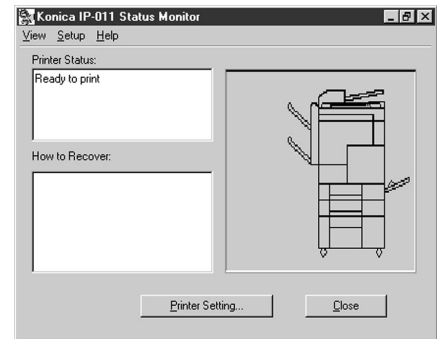 Konica IP-011 Status Monitor
View Setup Help
Printer Status:
Ready to print
How to Recover:
Printer Setting...
Close